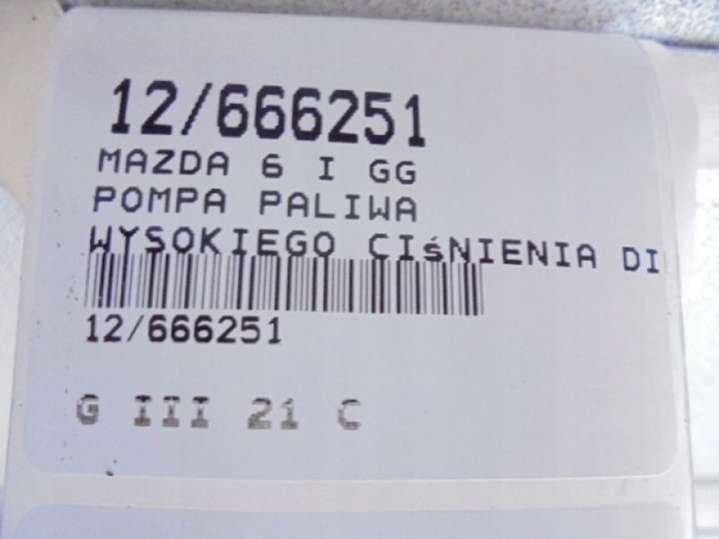 12/666251
MAZDA 6 I GG
POMPA PALIWA
WYSOKIEGO CIśNIENIA DI
12/666251
G III 21 C